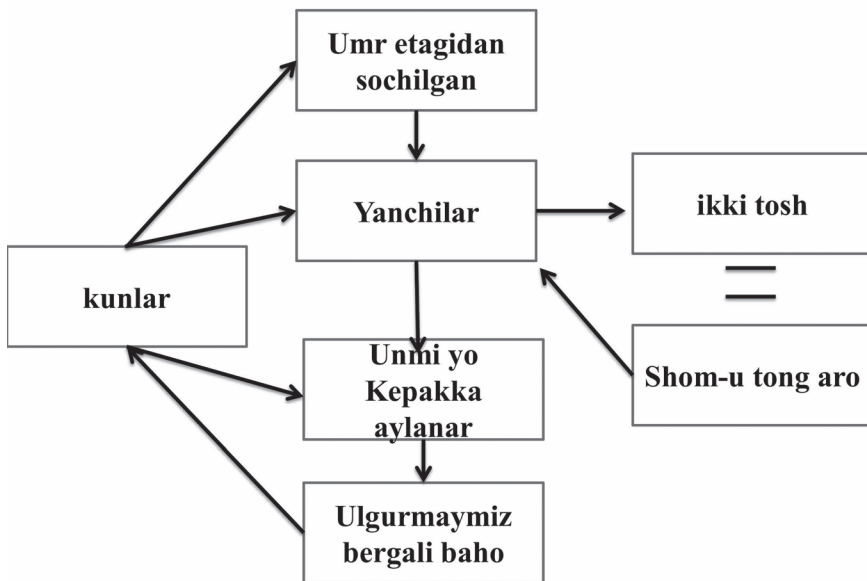 Umr etagidan
sochilgan
Yanchilar
ikki tosh
kunlar
Unmi yo
Kepakka
aylanar
Shom-u tong aro
Ulgurmaymiz
bergali baho